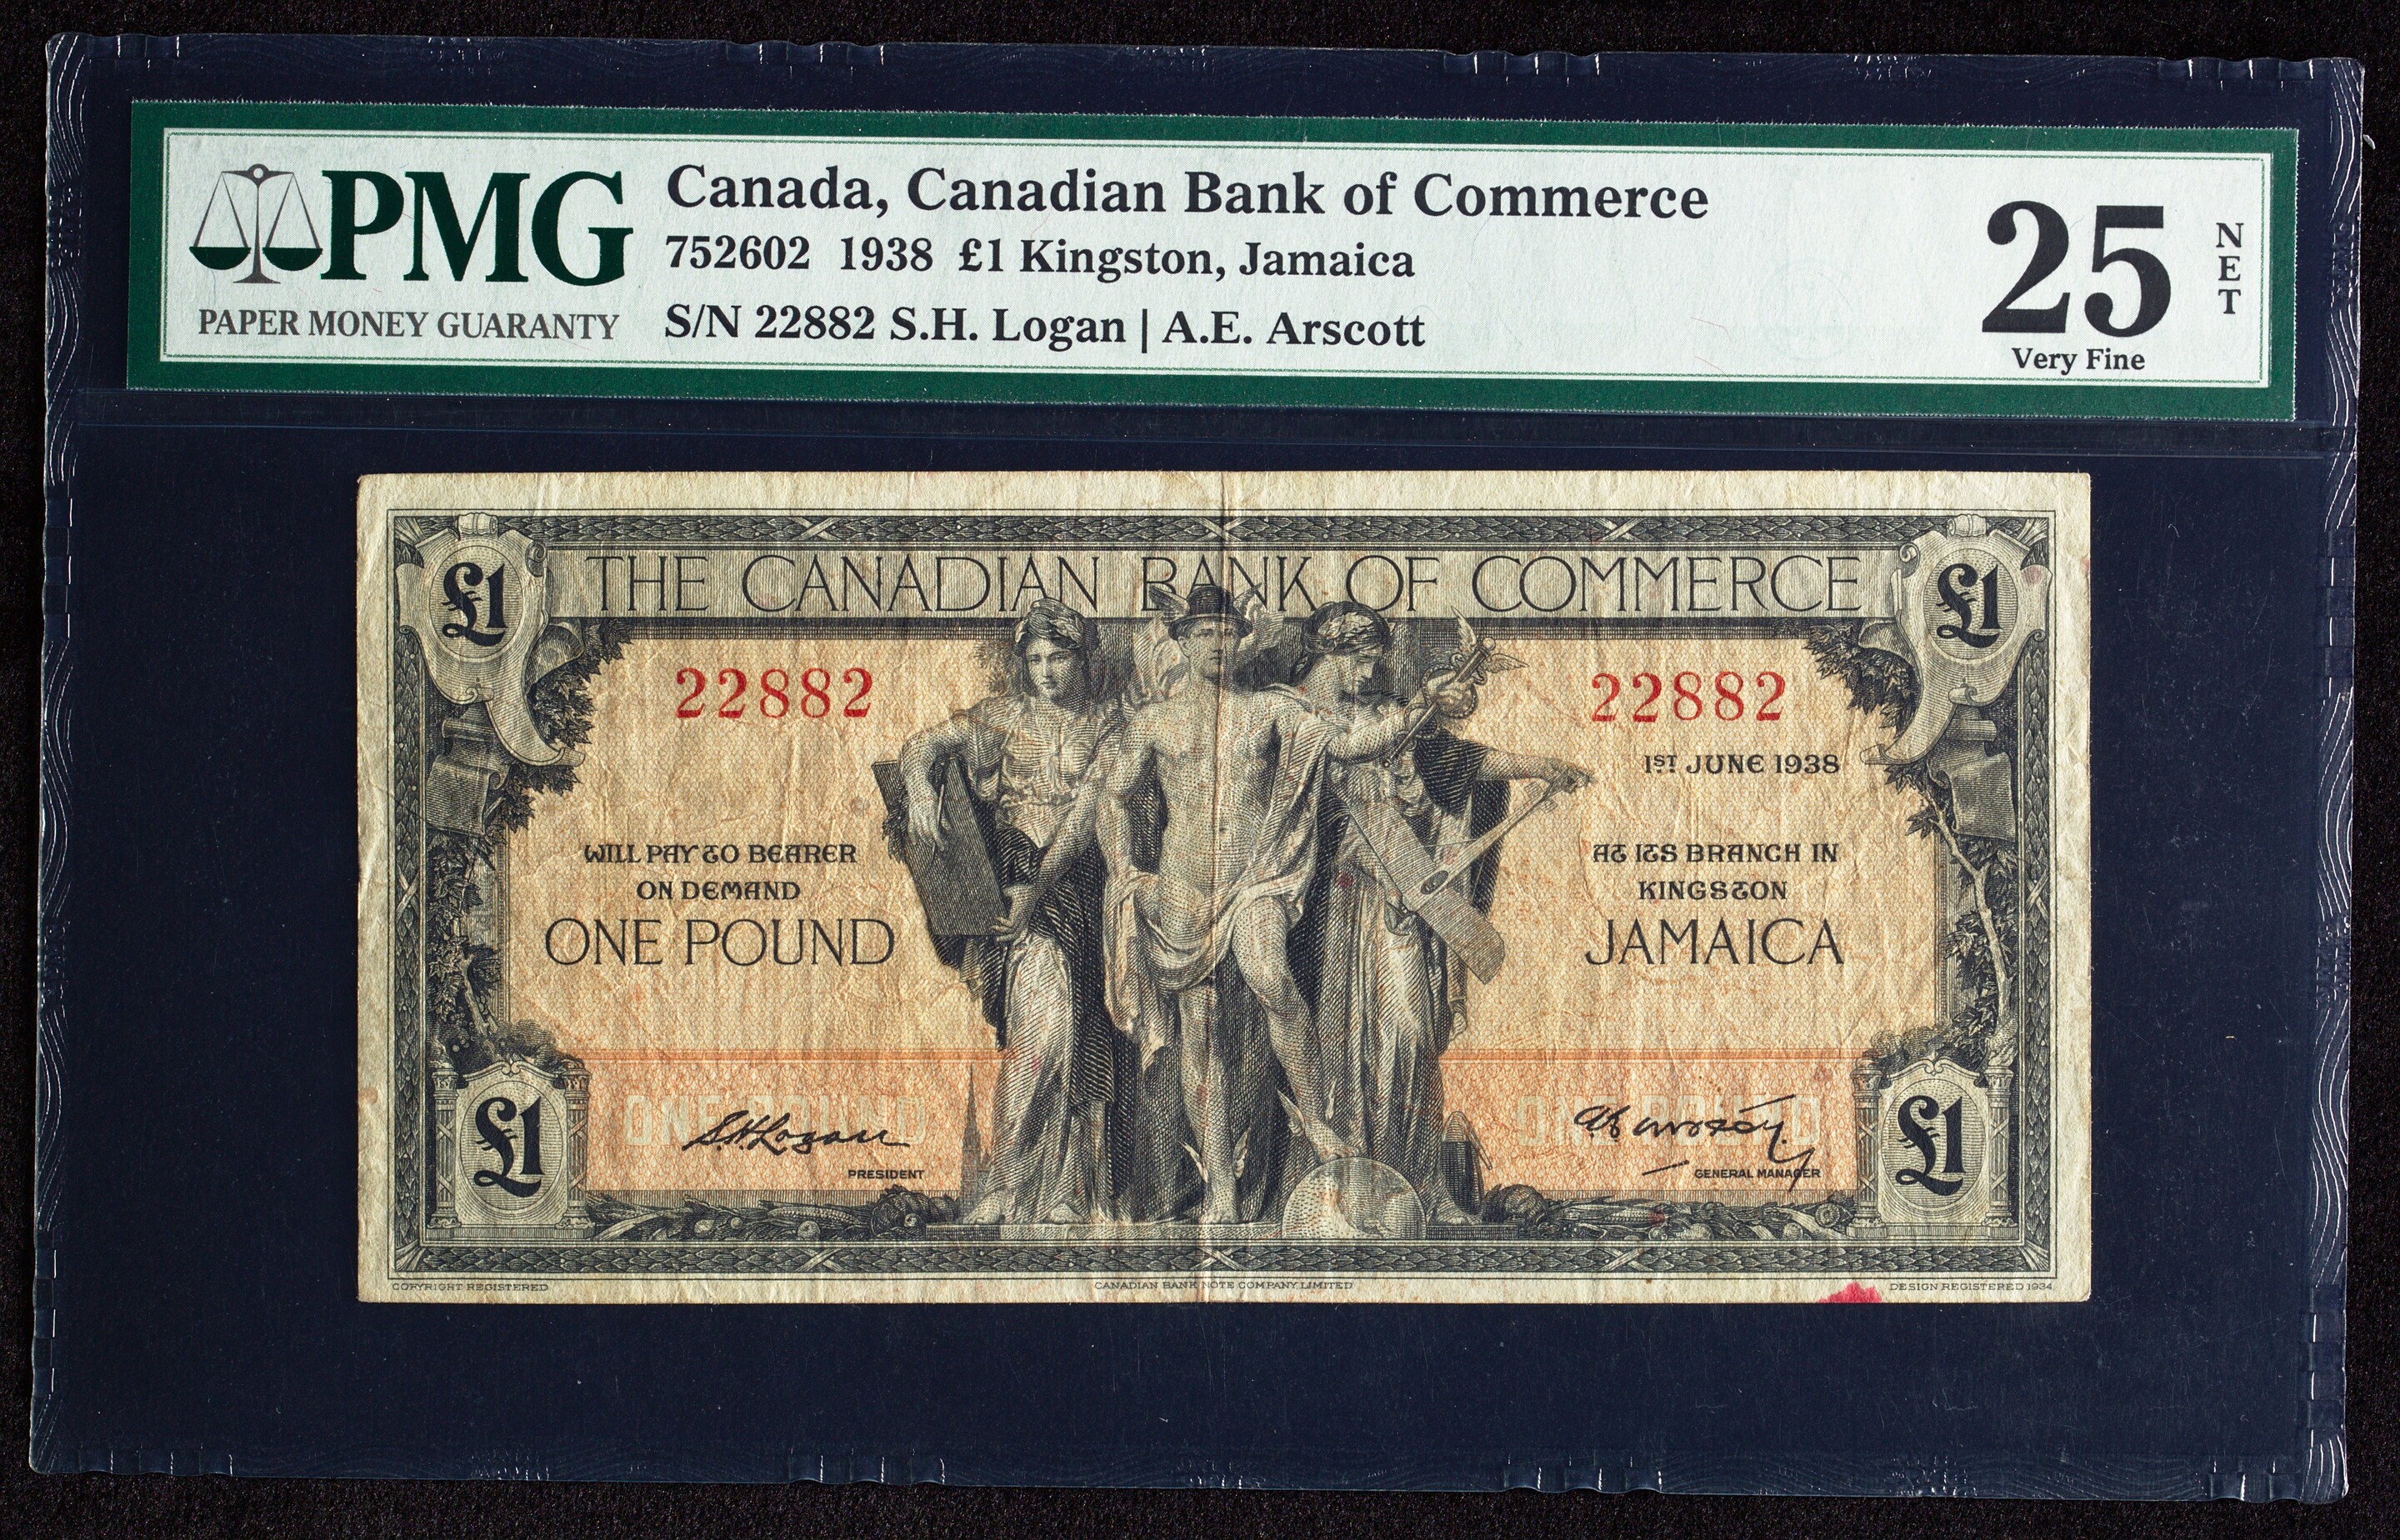 PMG
PAPER MONEY GUARANTY
Canada, Canadian Bank of Commerce
752602 1938 £1 Kingston, Jamaica
S/N 22882 S.H. Logan | A.E. Arscott
25
NET
Very Fine
£1 THE CANADIAN BANK OF COMMERCE £1
22882 22882
1ST JUNE 1938
WILL PAY TO BEARER
ON DEMAND
ONE POUND
AT ITS BRANCH IN
KINGSTON
JAMAICA
ONE POUND ONE POUND
£1 £1
S.H. Logan
PRESIDENT
A E Arscott
GENERAL MANAGER
COPYRIGHT REGISTERED CANADIAN BANK NOTE COMPANY, LIMITED DESIGN REGISTERED 1934